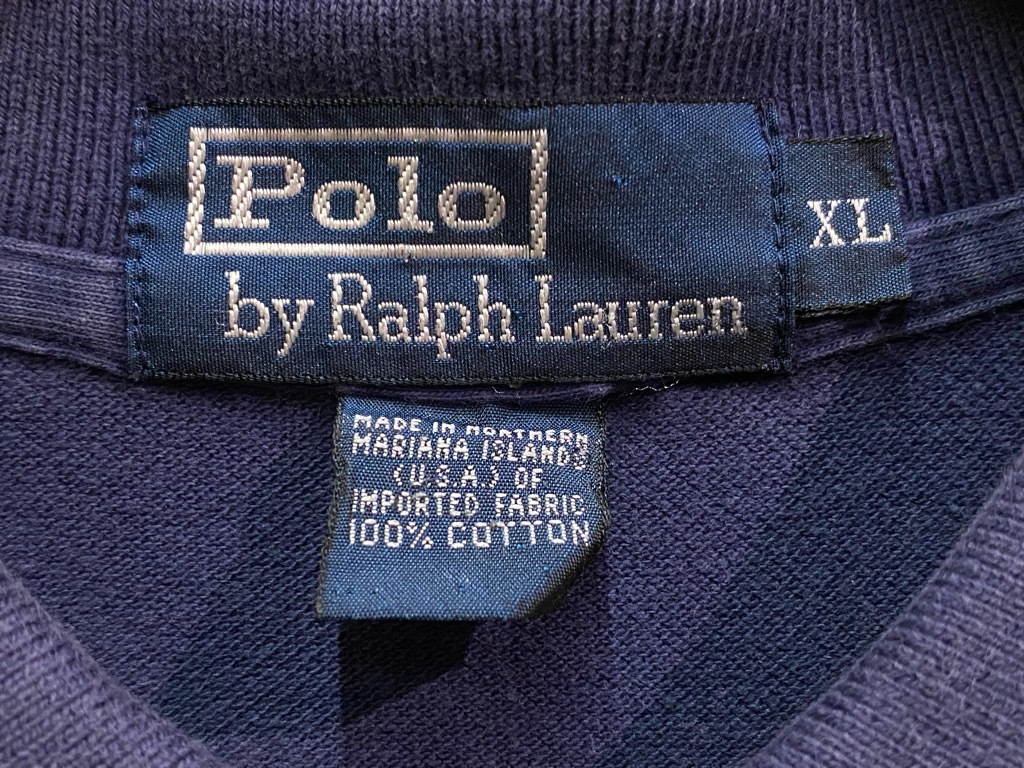 Polo
by Ralph Lauren
XL
MADE IN NORTHERN
MARIANA ISLANDS
(U.S.A.) OF
IMPORTED FABRIC
100% COTTON